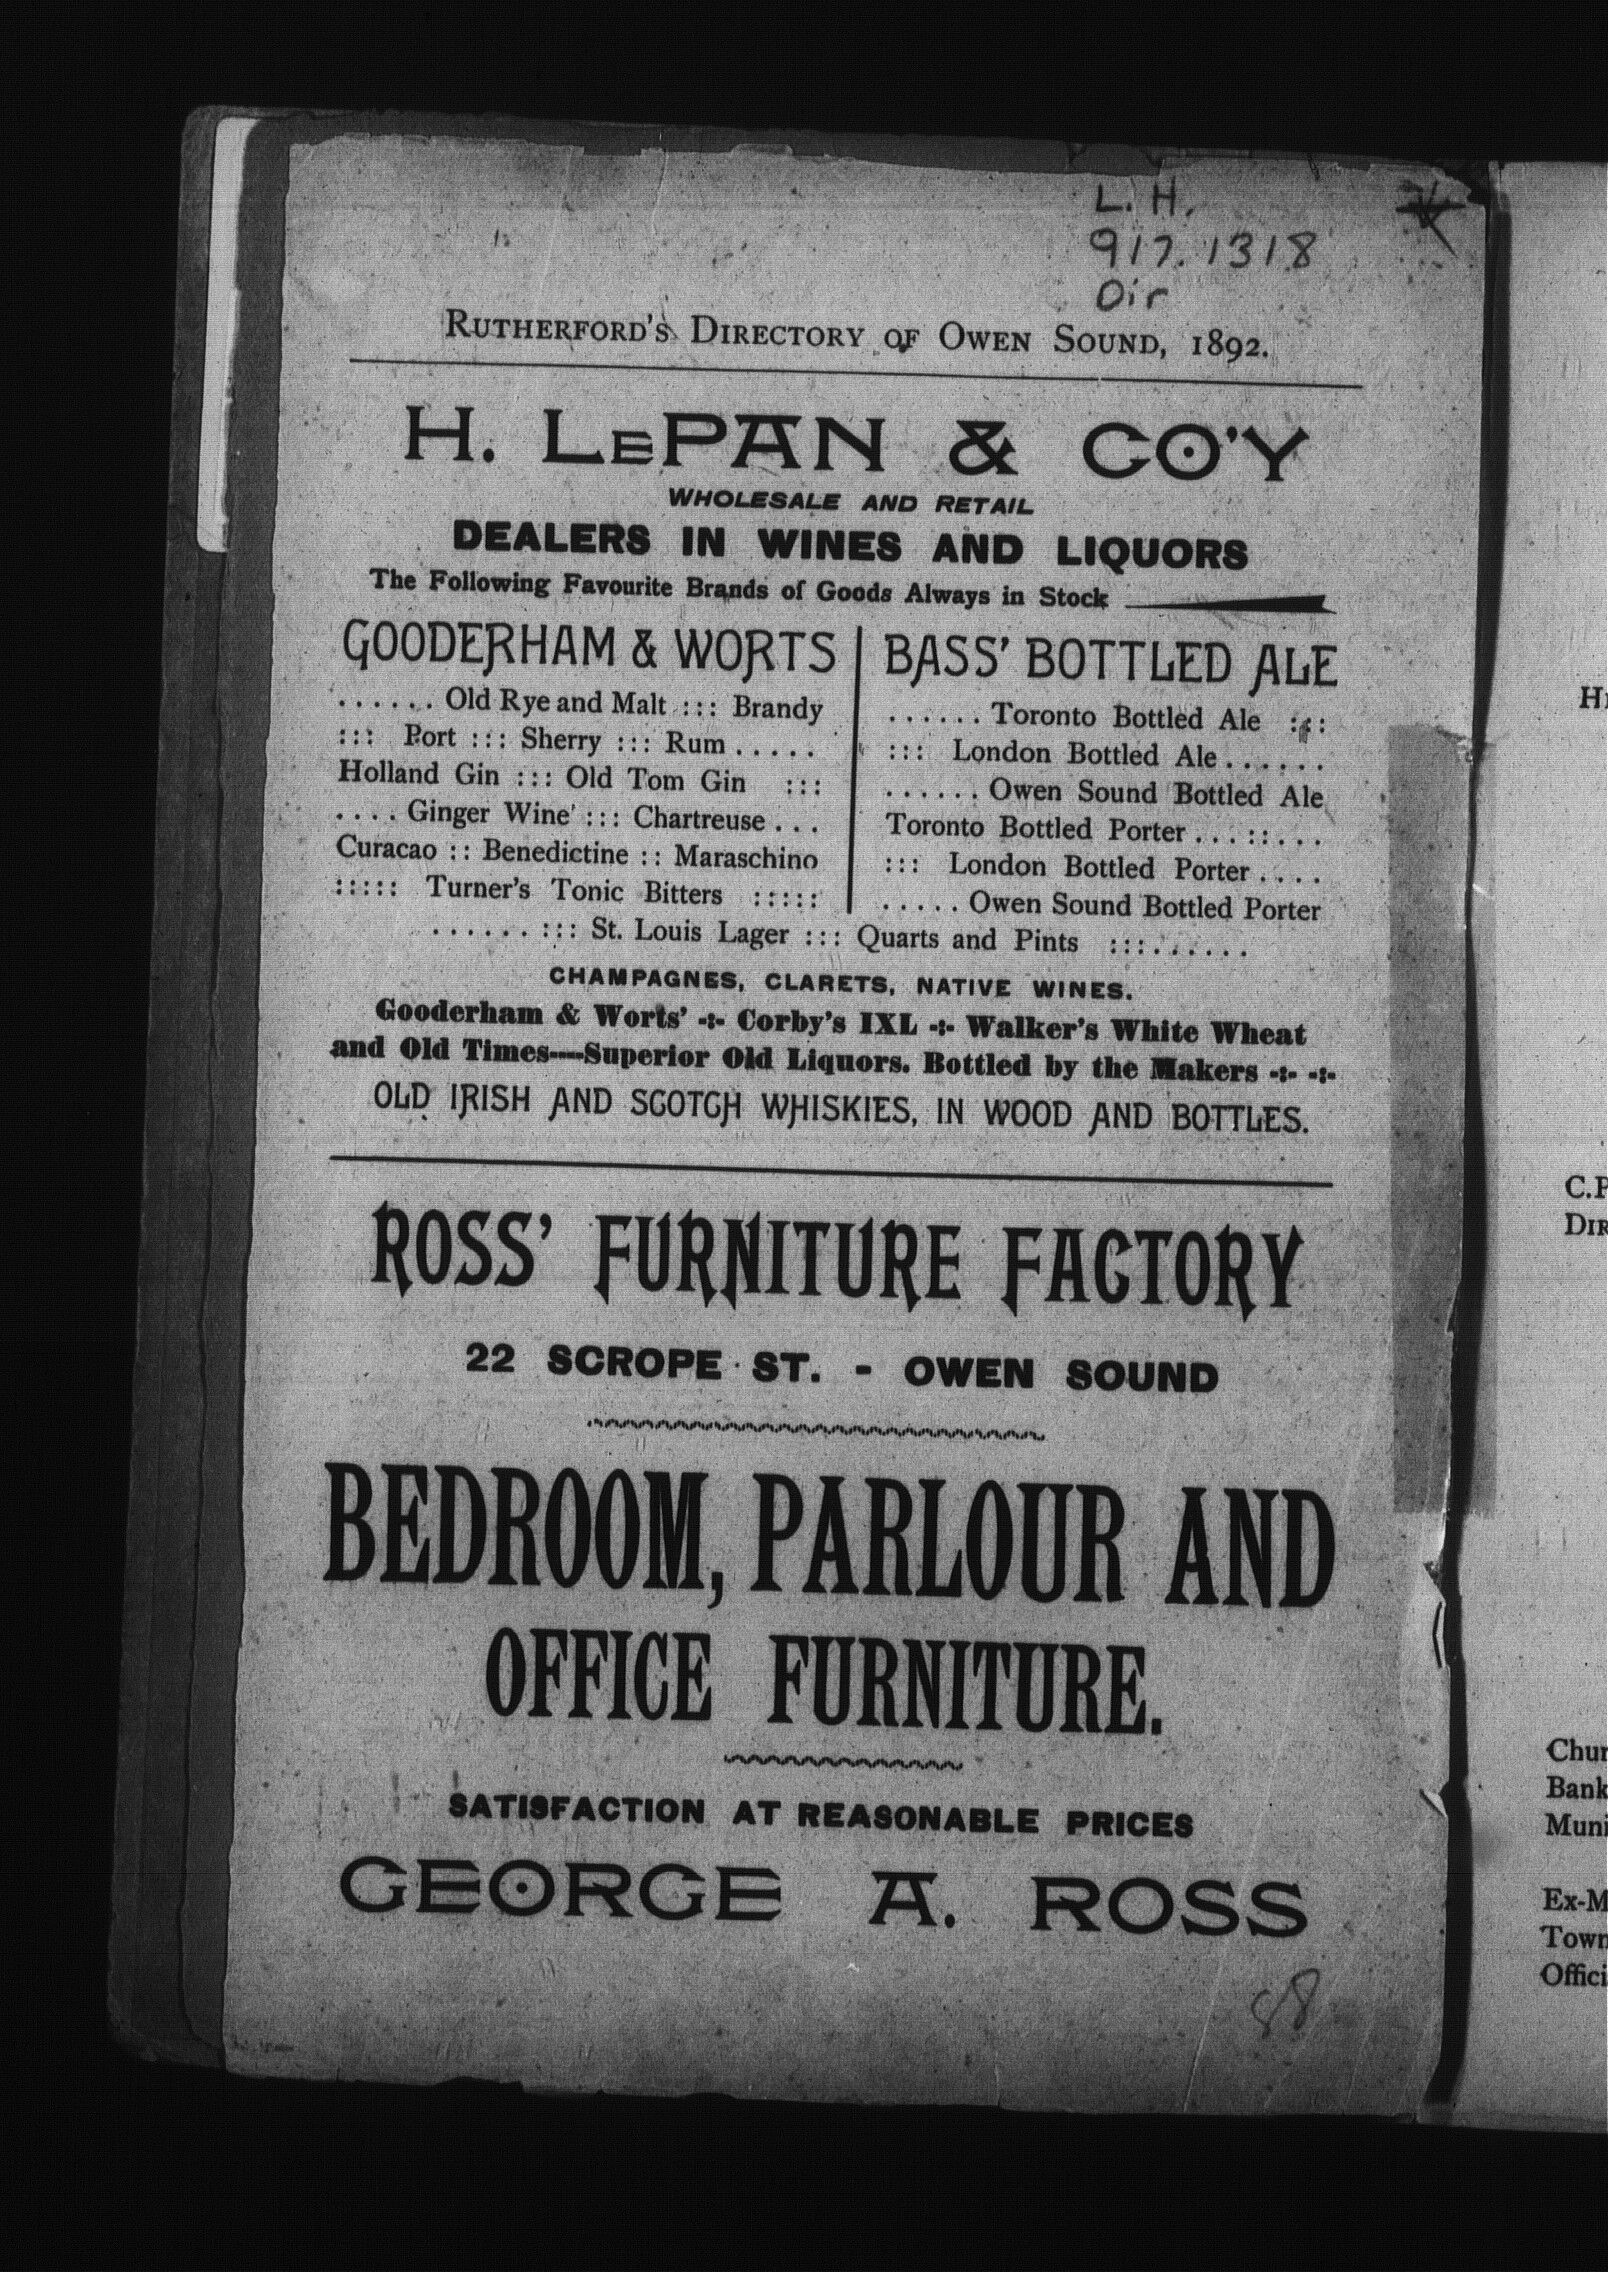 L. H.
917.1318
Dir
RUTHERFORD'S DIRECTORY OF OWEN SOUND, 1892.
H. LEPAN & CO'Y
WHOLESALE AND RETAIL
DEALERS IN WINES AND LIQUORS
The Following Favourite Brands of Goods Always in Stock
GOODERHAM & WORTS
. . . . . . Old Rye and Malt : : : Brandy
: : : Port : : : Sherry : : : Rum . . . . .
Holland Gin : : : Old Tom Gin : : :
. . . . Ginger Wine : : : Chartreuse . . .
Curacao : : Benedictine : : Maraschino
: : : : : Turner's Tonic Bitters : : : : :
BASS' BOTTLED ALE
. . . . . . Toronto Bottled Ale : : :
: : : London Bottled Ale . . . . . .
. . . . . . Owen Sound Bottled Ale
Toronto Bottled Porter . . . : : . . .
: : : London Bottled Porter . . . .
. . . . . Owen Sound Bottled Porter
. . . . . . : : : St. Louis Lager : : : Quarts and Pints : : : . . . . . .
CHAMPAGNES, CLARETS, NATIVE WINES.
Gooderham & Worts' -:- Corby's IXL -:- Walker's White Wheat
and Old Times----Superior Old Liquors. Bottled by the Makers -:- -:-
OLD IRISH AND SCOTCH WHISKIES, IN WOOD AND BOTTLES.
ROSS' FURNITURE FACTORY
22 SCROPE ST. - OWEN SOUND
BEDROOM, PARLOUR AND
OFFICE FURNITURE.
SATISFACTION AT REASONABLE PRICES
GEORGE A. ROSS
C.P
DIR
Chur
Bank
Muni
Ex-M
Town
Offici